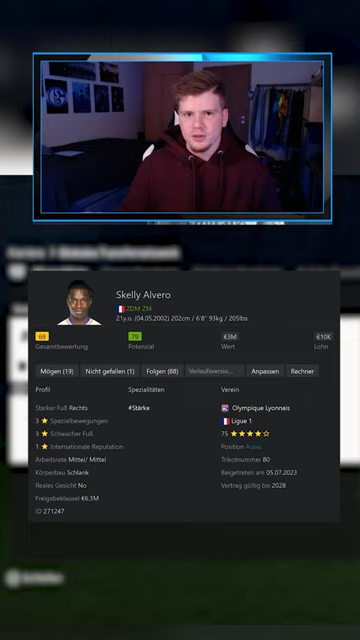 Skelly Alvero
ZDM ZM
21y.o. (04.05.2002) 202cm / 6'8" 93kg / 205lbs
69 79 €3M €10K
Gesamtbewertung Potenzial Wert Lohn
Mögen (19) Nicht gefallen (1) Folgen (88) Verlaufsversio... Anpassen Rechner
Profil Spezialitäten Verein
Starker Fuß Rechts #Stärke Olympique Lyonnais
3 Spezialbewegungen Ligue 1
3 Schwacher Fuß 75
1 Internationale Reputation Position Ausw.
Arbeitsrate Mittel/ Mittel Trikotnummer 80
Körperbau Schlank Beigetreten am 05.07.2023
Reales Gesicht No Vertrag gültig bis 2028
Freigabeklausel €6.3M
ID 271247